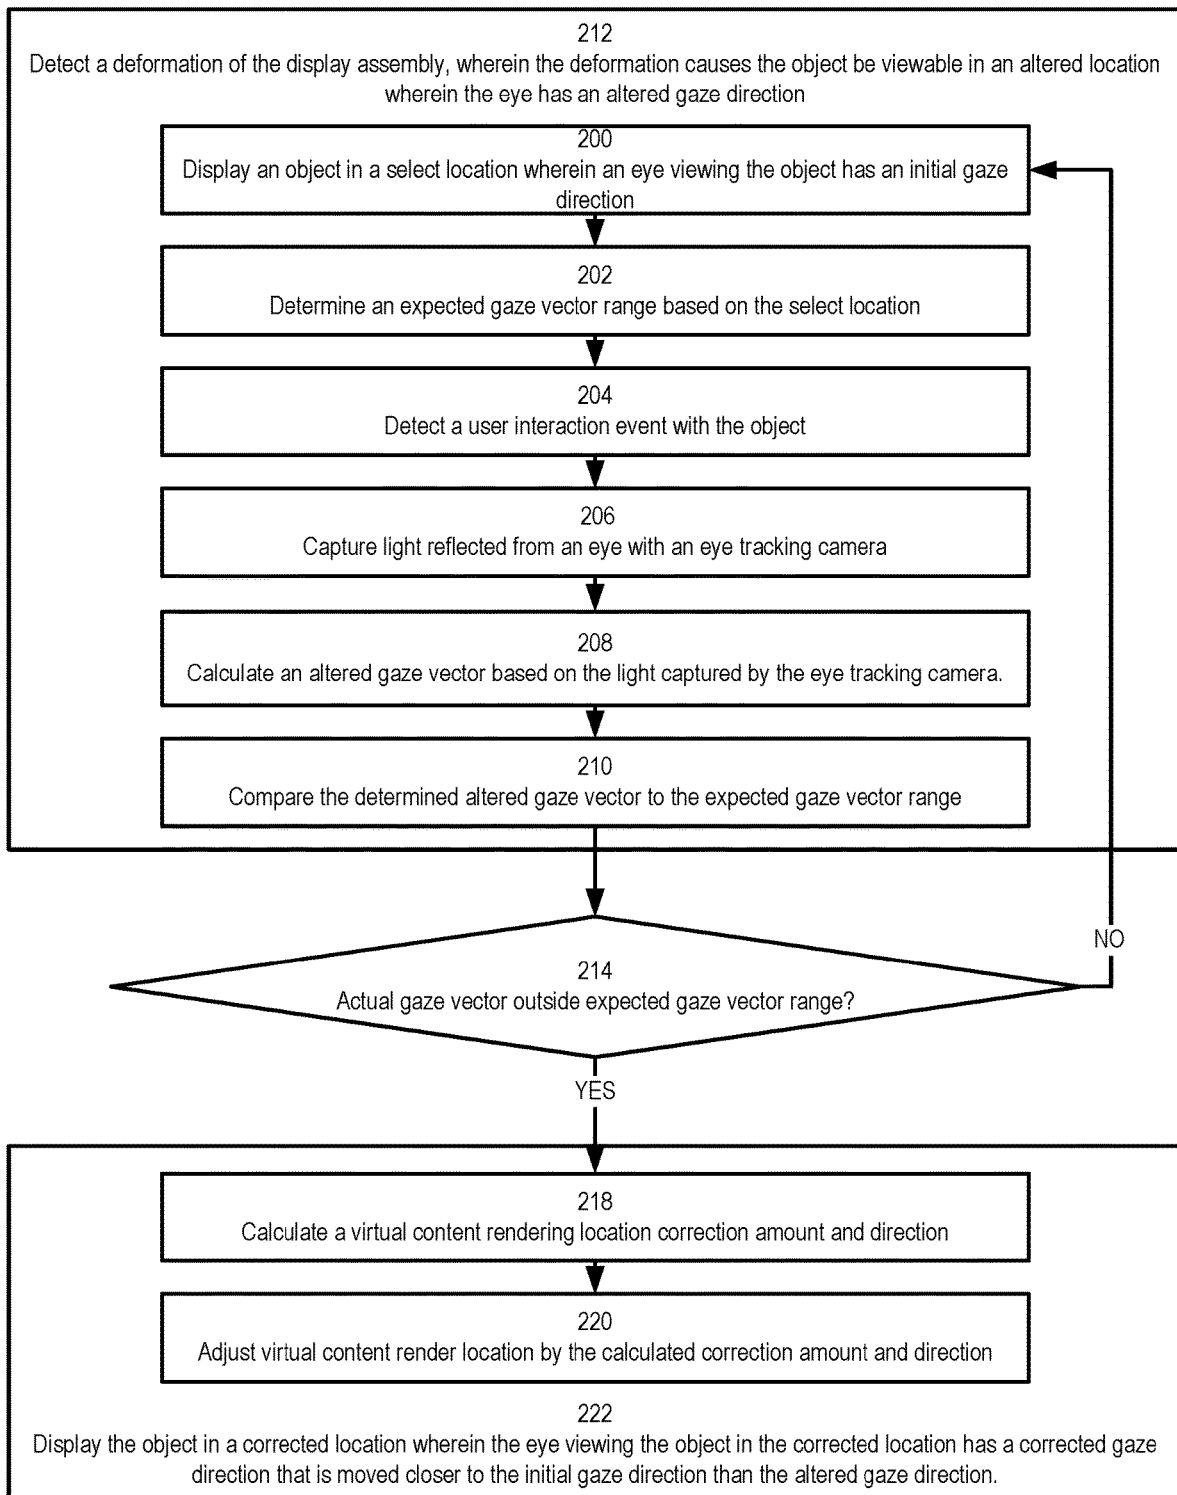 212
Detect a deformation of the display assembly, wherein the deformation causes the object be viewable in an altered location
wherein the eye has an altered gaze direction
200
Display an object in a select location wherein an eye viewing the object has an initial gaze
direction
202
Determine an expected gaze vector range based on the select location
204
Detect a user interaction event with the object
206
Capture light reflected from an eye with an eye tracking camera
208
Calculate an altered gaze vector based on the light captured by the eye tracking camera.
210
Compare the determined altered gaze vector to the expected gaze vector range
NO
214
Actual gaze vector outside expected gaze vector range?
YES
218
Calculate a virtual content rendering location correction amount and direction
220
Adjust virtual content render location by the calculated correction amount and direction
222
Display the object in a corrected location wherein the eye viewing the object in the corrected location has a corrected gaze
direction that is moved closer to the initial gaze direction than the altered gaze direction.